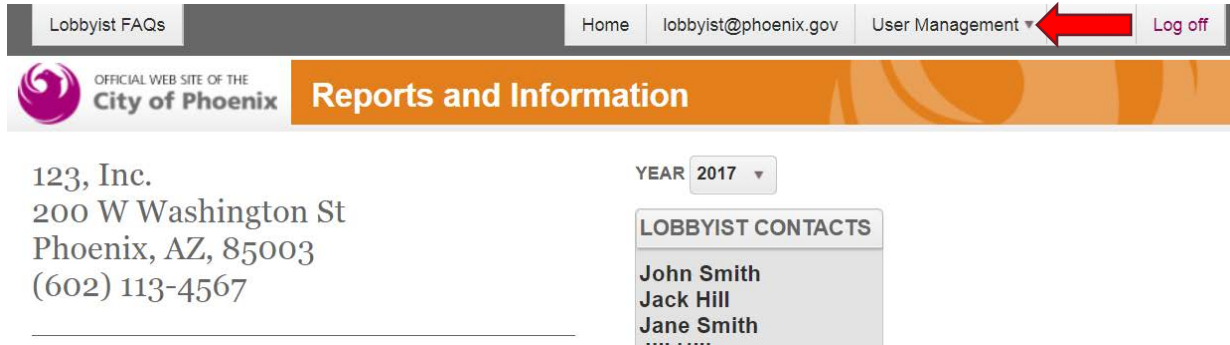 Lobbyist FAQs
Home lobbyist@phoenix.gov User Management Log off
OFFICIAL WEB SITE OF THE
City of Phoenix
Reports and Information
123, Inc.
200 W Washington St
Phoenix, AZ, 85003
(602) 113-4567
YEAR 2017
LOBBYIST CONTACTS
John Smith
Jack Hill
Jane Smith